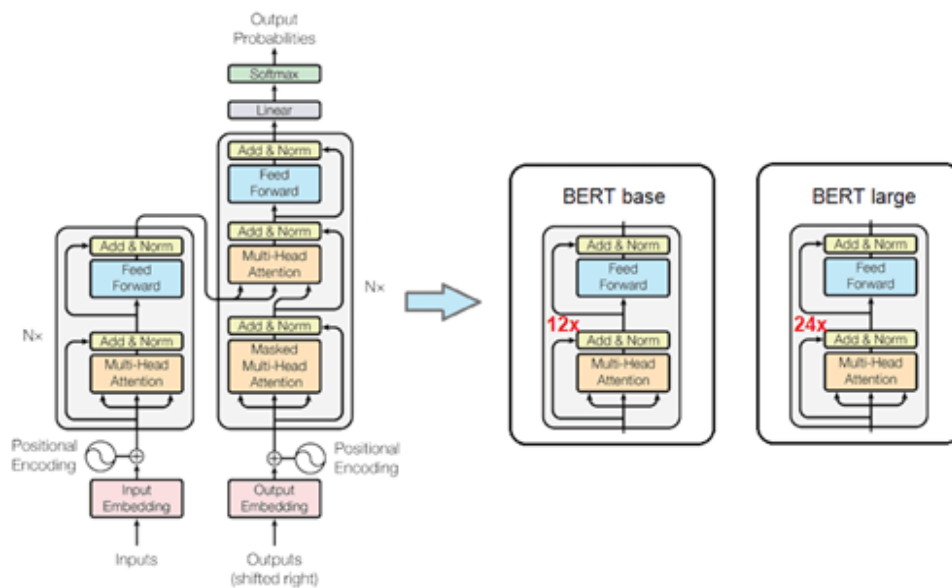 Output
Probabilities
Softmax
Linear
Add & Norm
Feed
Forward
Add & Norm
Multi-Head
Attention
Add & Norm
Masked
Multi-Head
Attention
Nx
Positional
Encoding
Output
Embedding
Outputs
(shifted right)
Add & Norm
Feed
Forward
Add & Norm
Multi-Head
Attention
Nx
Positional
Encoding
Input
Embedding
Inputs
BERT base
Add & Norm
Feed
Forward
12x
Add & Norm
Multi-Head
Attention
BERT large
Add & Norm
Feed
Forward
24x
Add & Norm
Multi-Head
Attention